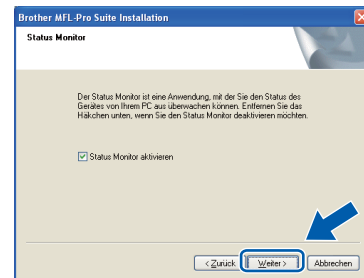 Brother MFL-Pro Suite Installation
Status Monitor
Der Status Monitor ist eine Anwendung, mit der Sie den Status des
Gerätes von Ihrem PC aus überwachen können. Entfernen Sie das
Häkchen unten, wenn Sie den Status Monitor deaktivieren möchten.
Status Monitor aktivieren
< Zurück
Weiter >
Abbrechen